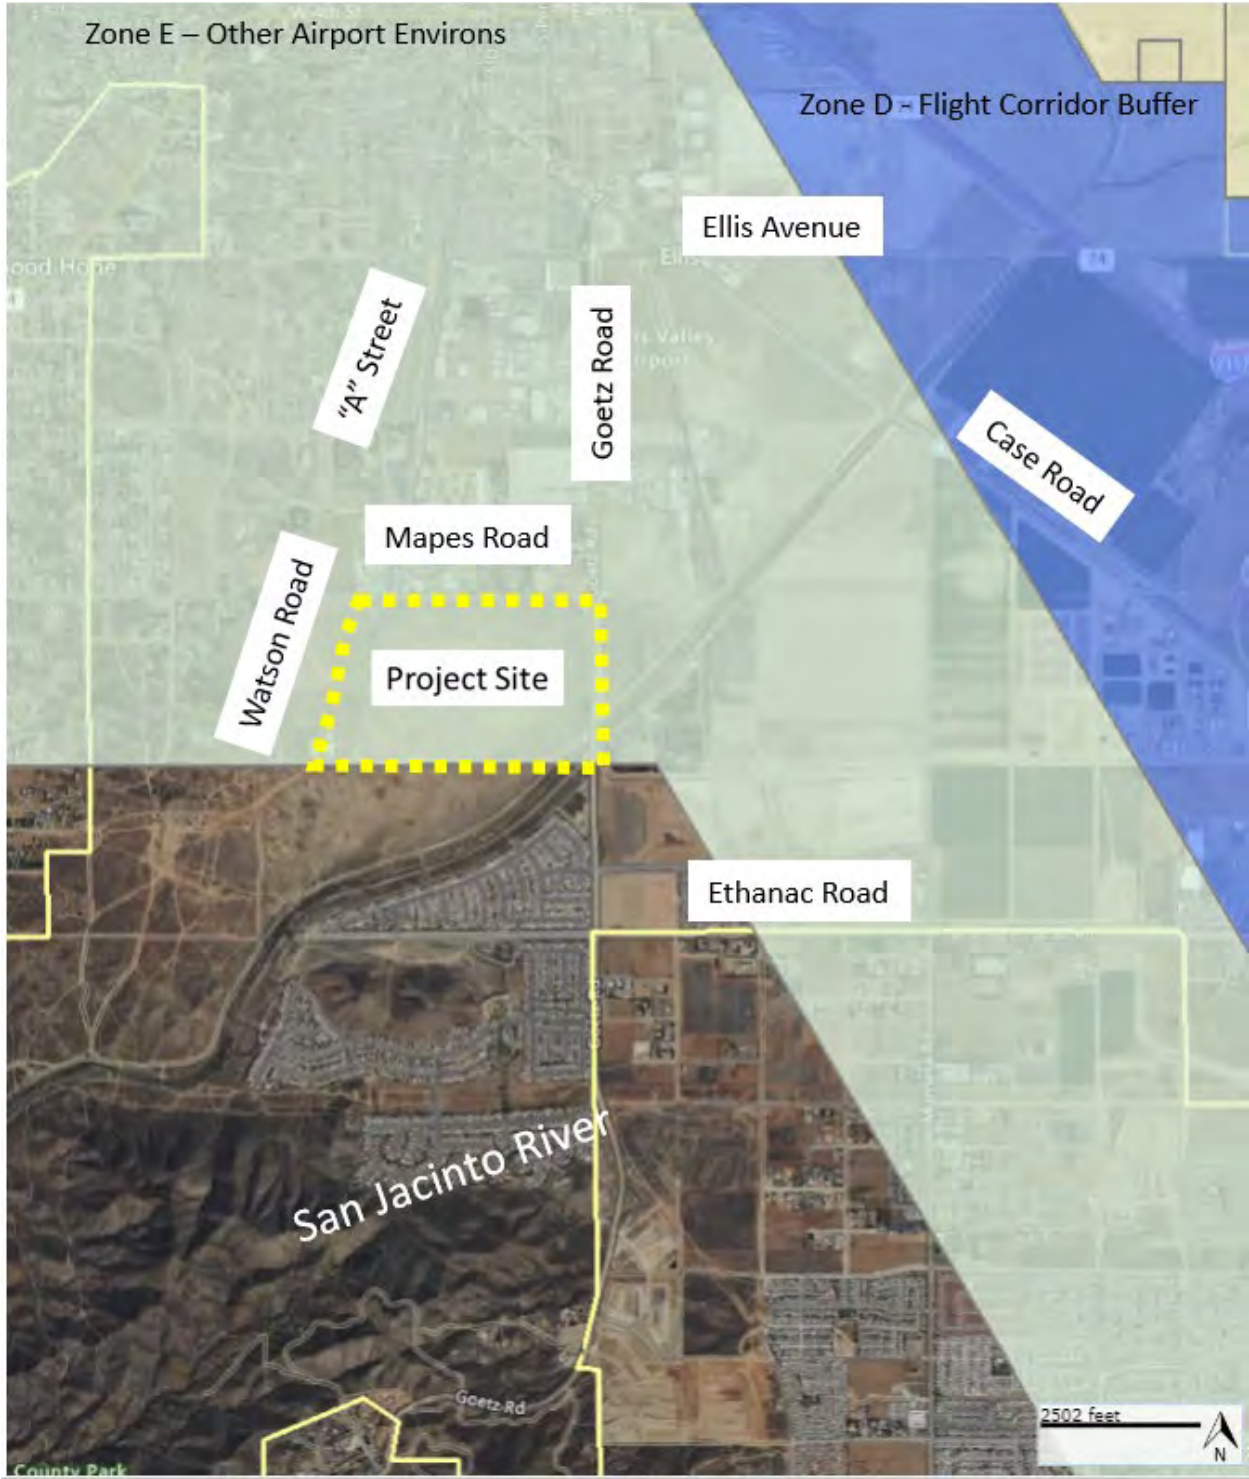 Zone E – Other Airport Environs
Zone D – Flight Corridor Buffer
Ellis Avenue
74
"A" Street
Goetz Road
Case Road
Mapes Road
Watson Road
Project Site
Ethanac Road
San Jacinto River
Goetz Rd
2502 feet
N
County Park